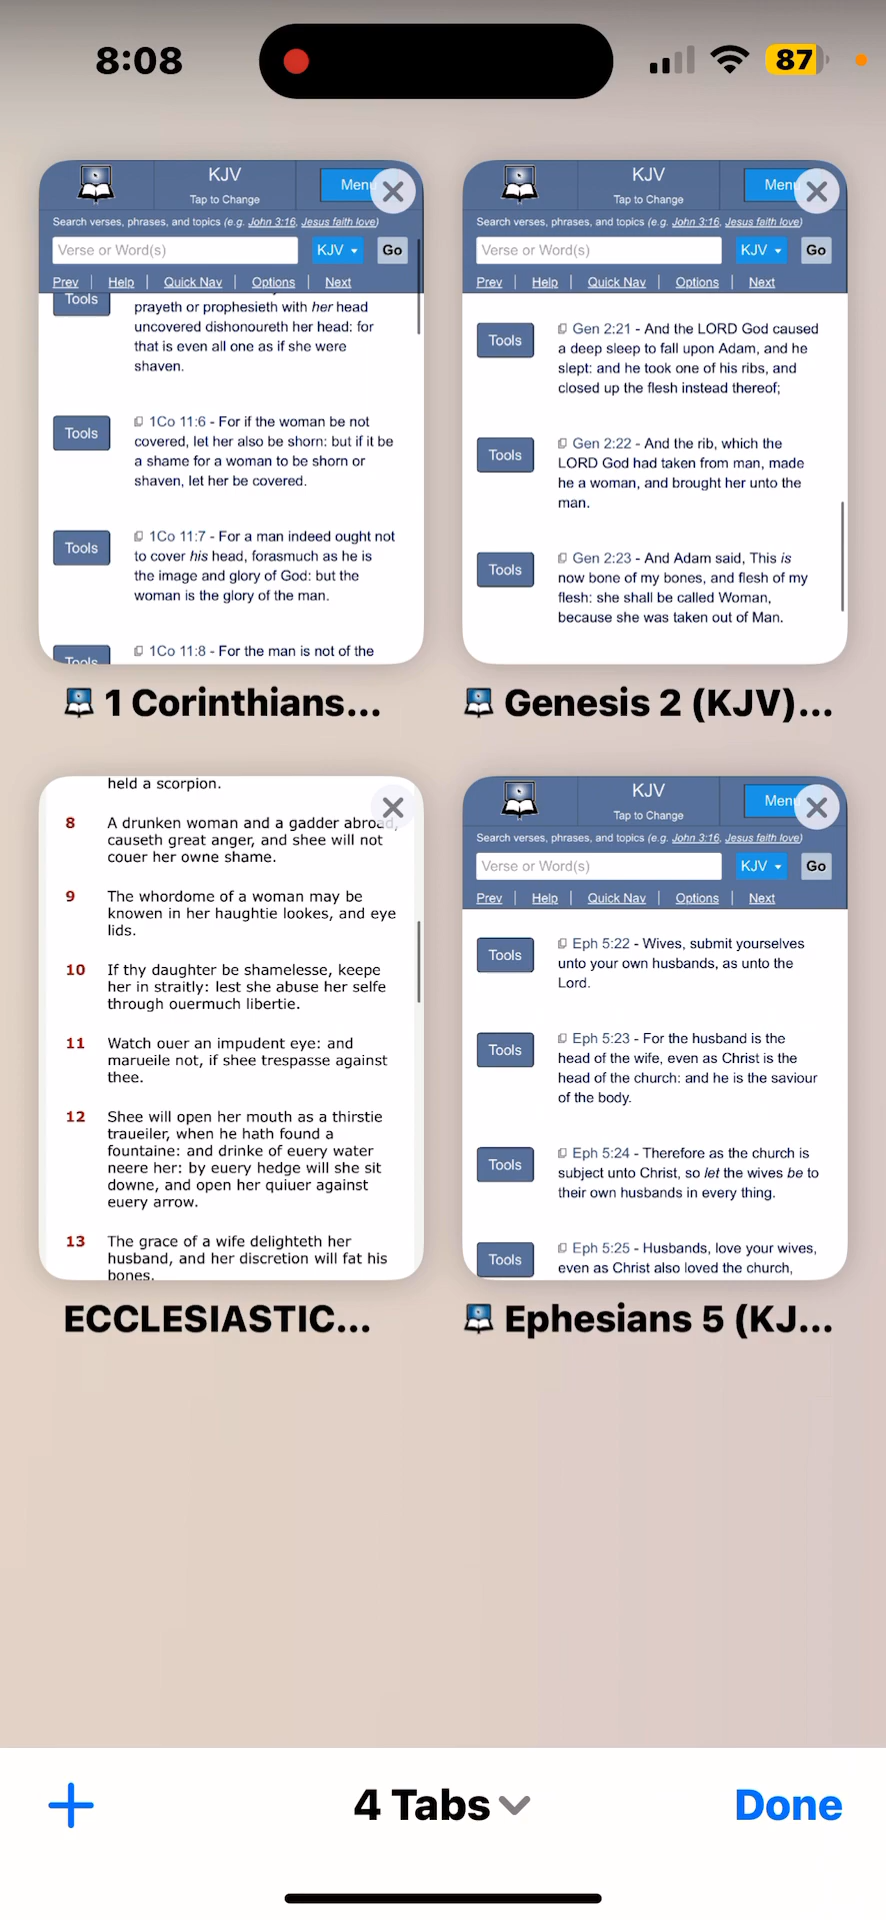 8:08
87
KJV
Tap to Change
Menu
Search verses, phrases, and topics (e.g. John 3:16, Jesus faith love)
Verse or Word(s)
KJV
Go
Prev | Help | Quick Nav | Options | Next
Tools
prayeth or prophesieth with her head
uncovered dishonoureth her head: for
that is even all one as if she were
shaven.
Tools
1Co 11:6 - For if the woman be not
covered, let her also be shorn: but if it be
a shame for a woman to be shorn or
shaven, let her be covered.
Tools
1Co 11:7 - For a man indeed ought not
to cover his head, forasmuch as he is
the image and glory of God: but the
woman is the glory of the man.
Tools
1Co 11:8 - For the man is not of the
1 Corinthians...
KJV
Tap to Change
Menu
Search verses, phrases, and topics (e.g. John 3:16, Jesus faith love)
Verse or Word(s)
KJV
Go
Prev | Help | Quick Nav | Options | Next
Tools
Gen 2:21 - And the LORD God caused
a deep sleep to fall upon Adam, and he
slept: and he took one of his ribs, and
closed up the flesh instead thereof;
Tools
Gen 2:22 - And the rib, which the
LORD God had taken from man, made
he a woman, and brought her unto the
man.
Tools
Gen 2:23 - And Adam said, This is
now bone of my bones, and flesh of my
flesh: she shall be called Woman,
because she was taken out of Man.
Genesis 2 (KJV)...
held a scorpion.
8 A drunken woman and a gadder abroad,
causeth great anger, and shee will not
couer her owne shame.
9 The whordome of a woman may be
knowen in her haughtie lookes, and eye
lids.
10 If thy daughter be shamelesse, keepe
her in straitly: lest she abuse her selfe
through ouermuch libertie.
11 Watch ouer an impudent eye: and
marueile not, if shee trespasse against
thee.
12 Shee will open her mouth as a thirstie
traueiler, when he hath found a
fountaine: and drinke of euery water
neere her: by euery hedge will she sit
downe, and open her quiuer against
euery arrow.
13 The grace of a wife delighteth her
husband, and her discretion will fat his
bones.
ECCLESIASTIC...
KJV
Tap to Change
Menu
Search verses, phrases, and topics (e.g. John 3:16, Jesus faith love)
Verse or Word(s)
KJV
Go
Prev | Help | Quick Nav | Options | Next
Tools
Eph 5:22 - Wives, submit yourselves
unto your own husbands, as unto the
Lord.
Tools
Eph 5:23 - For the husband is the
head of the wife, even as Christ is the
head of the church: and he is the saviour
of the body.
Tools
Eph 5:24 - Therefore as the church is
subject unto Christ, so let the wives be to
their own husbands in every thing.
Tools
Eph 5:25 - Husbands, love your wives,
even as Christ also loved the church,
Ephesians 5 (KJ...
4 Tabs
Done